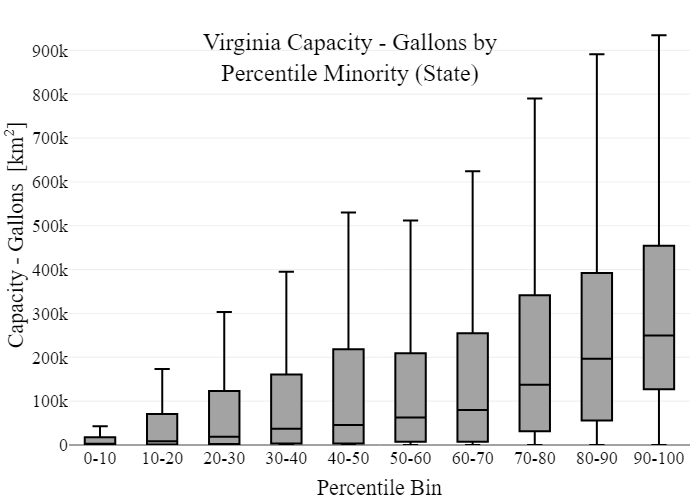 Virginia Capacity - Gallons by
Percentile Minority (State)
Capacity - Gallons [km²]
900k
800k
700k
600k
500k
400k
300k
200k
100k
0
0-10 10-20 20-30 30-40 40-50 50-60 60-70 70-80 80-90 90-100
Percentile Bin